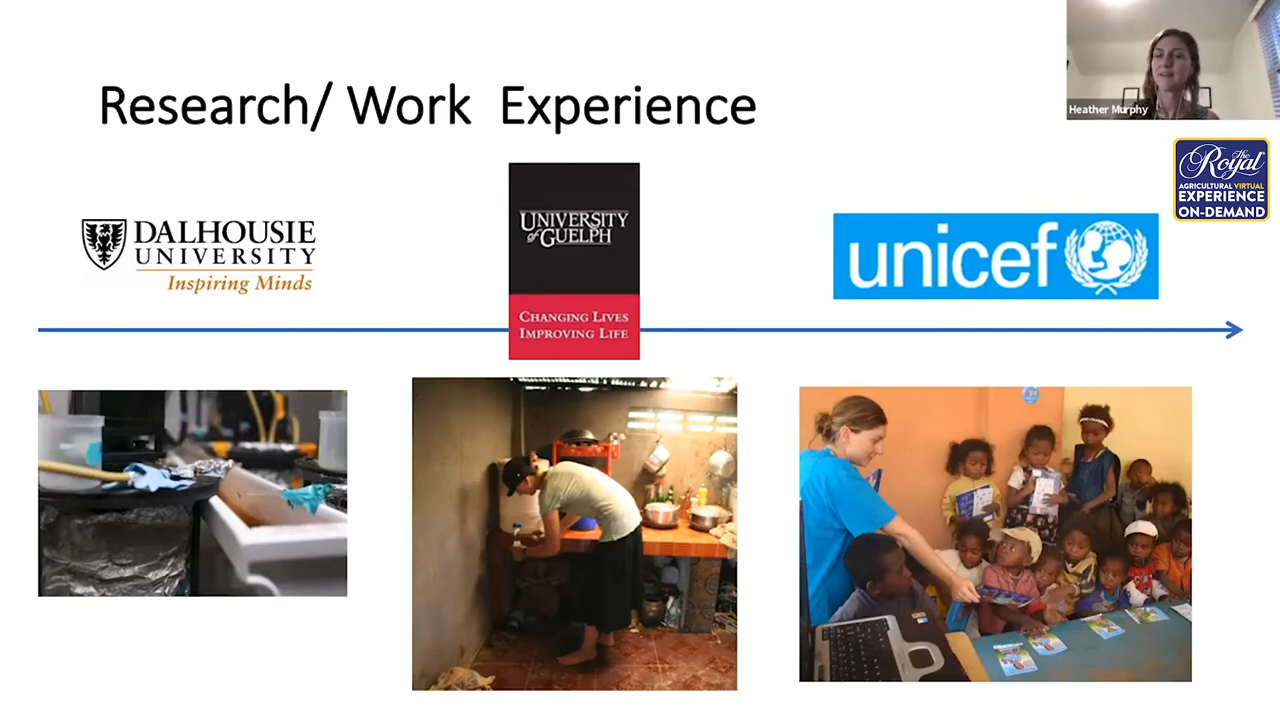 Research/ Work Experience
Heather Murphy
The Royal
AGRICULTURAL VIRTUAL
EXPERIENCE
ON-DEMAND
DALHOUSIE
UNIVERSITY
Inspiring Minds
UNIVERSITY
of GUELPH
CHANGING LIVES
IMPROVING LIFE
unicef